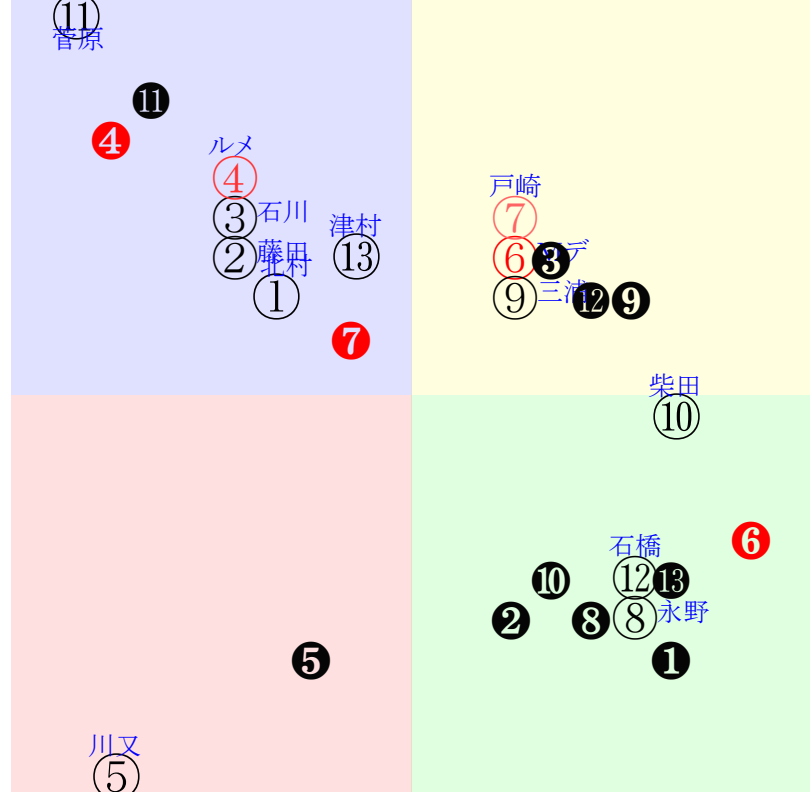 ⑪
菅原
⓫
❹
ルメ
④
戸崎
③ 石川
⑦
津村
② 藤田
⑬
⑥
❸ デ
北村
①
⑨ 三浦
⓬
❾
❼
柴田
⑩
❻
石橋
❿
⑫
⓭
❷
❽
⑧ 永野
❺
❶
川又
⑤